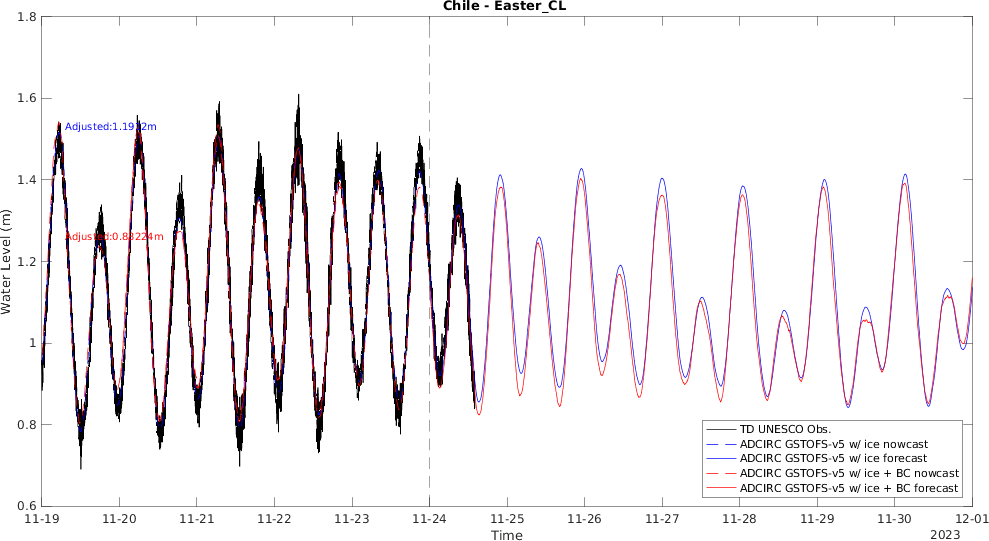 Chile - Easter_CL
1.8
1.6
1.4
1.2
1
0.8
0.6
Water Level (m)
Adjusted:0.83224m
TD UNESCO Obs.
ADCIRC GSTOFS-v5 w/ ice nowcast
ADCIRC GSTOFS-v5 w/ ice forecast
ADCIRC GSTOFS-v5 w/ ice + BC nowcast
ADCIRC GSTOFS-v5 w/ ice + BC forecast
11-19 11-20 11-21 11-22 11-23 11-24 11-25 11-26 11-27 11-28 11-29 11-30 12-01
Time
2023